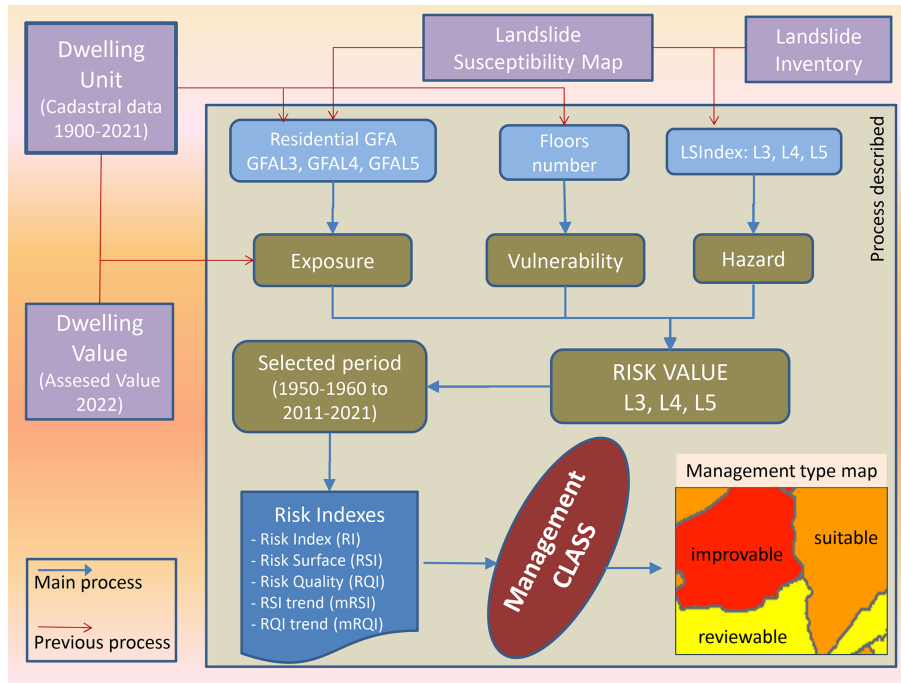 Dwelling
Unit
(Cadastral data
1900-2021)
Landslide
Susceptibility Map
Landslide
Inventory
Process described
Residential GFA
GFAL3, GFAL4, GFAL5
Floors
number
LSIndex: L3, L4, L5
Exposure
Vulnerability
Hazard
Dwelling
Value
(Assesed Value
2022)
Selected period
(1950-1960 to
2011-2021)
RISK VALUE
L3, L4, L5
Risk Indexes
- Risk Index (RI)
- Risk Surface (RSI)
- Risk Quality (RQI)
- RSI trend (mRSI)
- RQI trend (mRQI)
Management
CLASS
Management type map
improvable
suitable
reviewable
Main process
Previous process